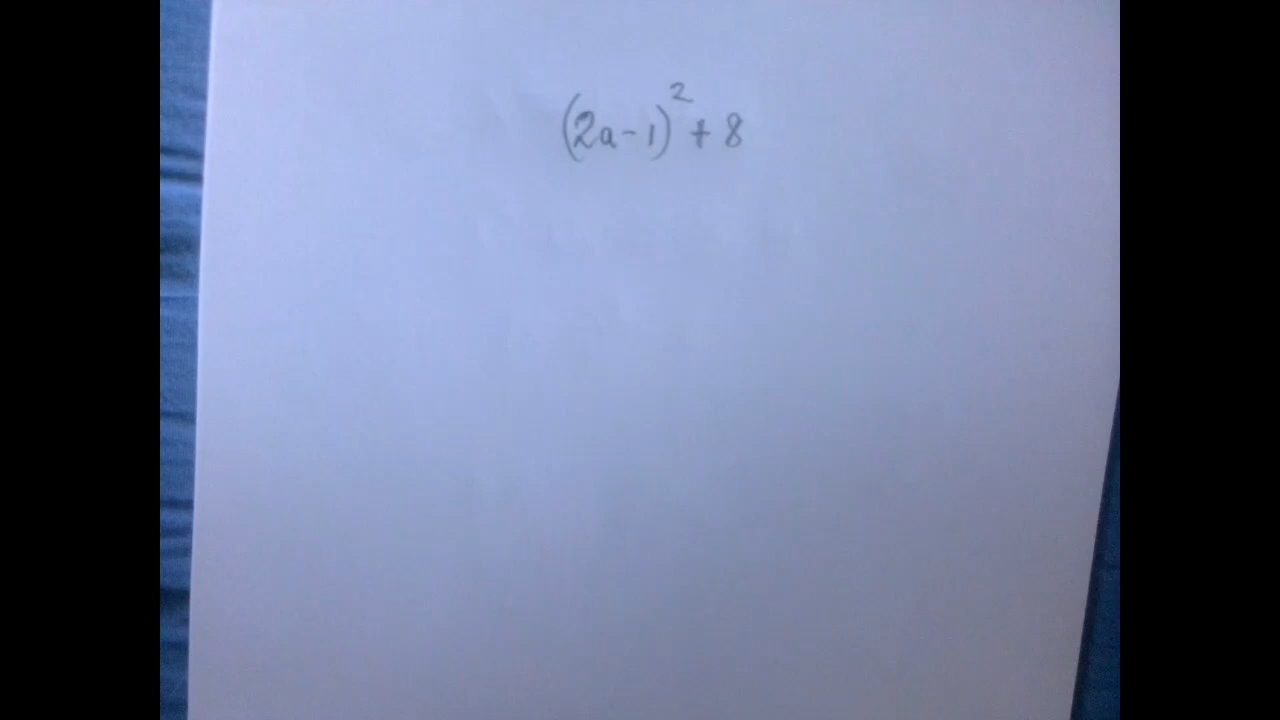 (2a-1)² + 8